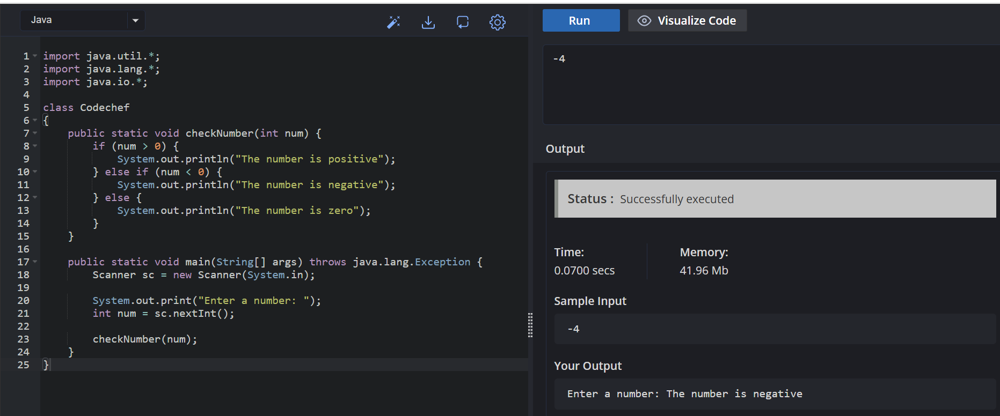 Java
1 import java.util.*;
2 import java.lang.*;
3 import java.io.*;
4
5 class Codechef
6 {
7     public static void checkNumber(int num) {
8         if (num > 0) {
9             System.out.println("The number is positive");
10         } else if (num < 0) {
11             System.out.println("The number is negative");
12         } else {
13             System.out.println("The number is zero");
14         }
15     }
16
17     public static void main(String[] args) throws java.lang.Exception {
18         Scanner sc = new Scanner(System.in);
19
20         System.out.print("Enter a number: ");
21         int num = sc.nextInt();
22
23         checkNumber(num);
24     }
25 }
Run Visualize Code
-4
Output
Status : Successfully executed
Time: Memory:
0.0700 secs 41.96 Mb
Sample Input
-4
Your Output
Enter a number: The number is negative